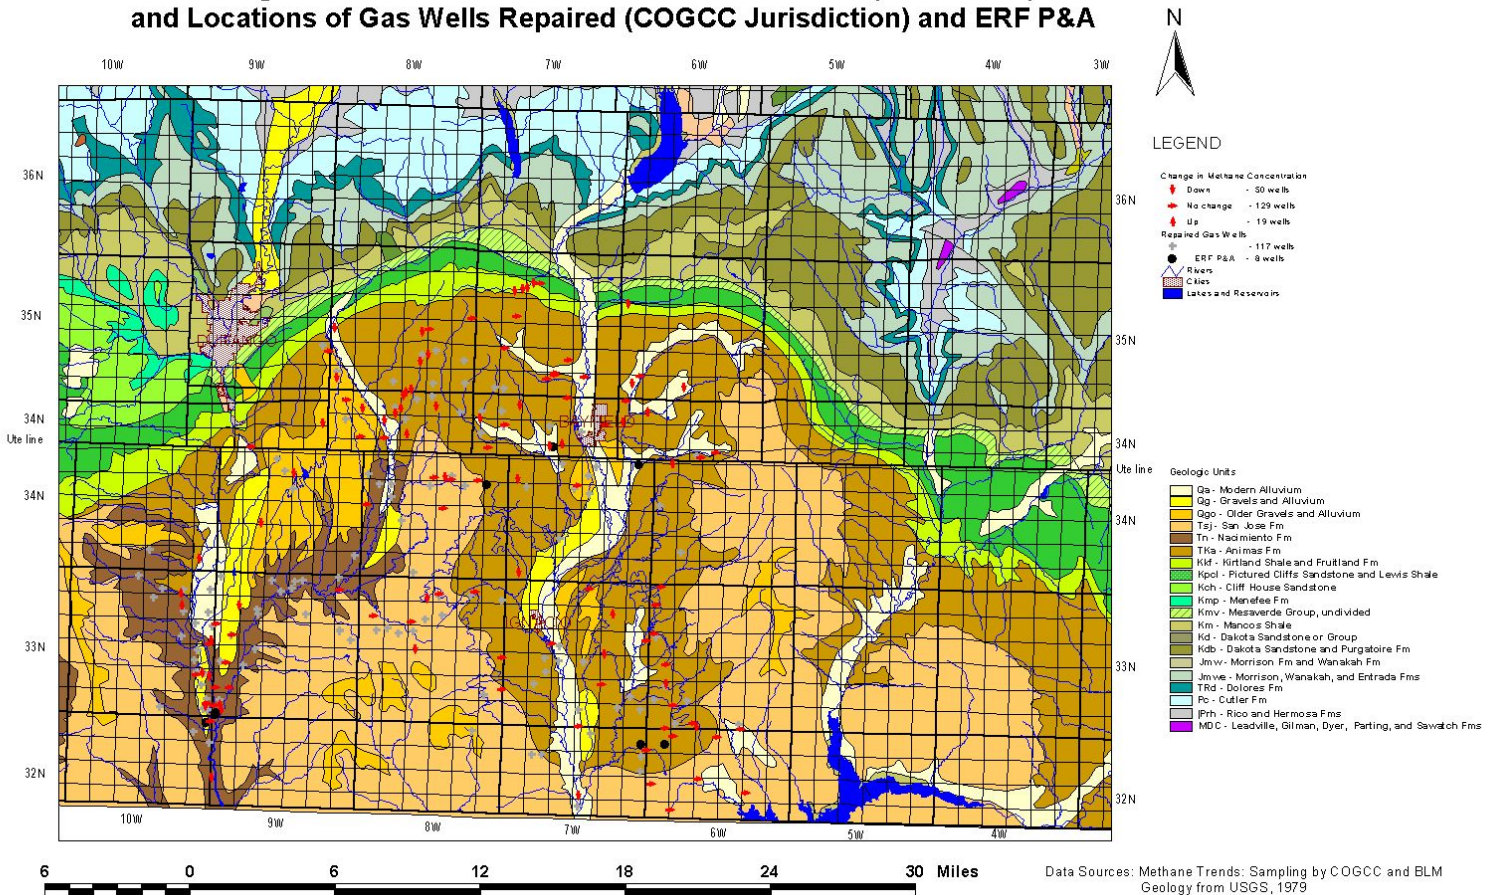 and Locations of Gas Wells Repaired (COGCC Jurisdiction) and ERF P&A
N
10W 9W 8W 7W 6W 5W 4W 3W
LEGEND
Change in Methane Concentration
Down - 50 wells
No change - 129 wells
Up - 19 wells
Repaired Gas Wells
- 117 wells
ERF P&A - 8 wells
Rivers
Cities
Lakes and Reservoirs
36N
36N
35N
35N
34N
34N
Ute line
Ute line
34N
34N
33N
33N
32N
32N
DURANGO
BAYFIELD
IGNACIO
Geologic Units
Qa - Modern Alluvium
Qg - Gravels and Alluvium
Qgo - Older Gravels and Alluvium
Tsj - San Jose Fm
Tn - Nacimiento Fm
TKa - Animas Fm
Kkf - Kirtland Shale and Fruitland Fm
Kpcl - Pictured Cliffs Sandstone and Lewis Shale
Kch - Cliff House Sandstone
Kmp - Menefee Fm
Kmv - Mesaverde Group, undivided
Km - Mancos Shale
Kd - Dakota Sandstone or Group
Kdb - Dakota Sandstone and Purgatoire Fm
Jmw - Morrison Fm and Wanakah Fm
Jmwe - Morrison, Wanakah, and Entrada Fms
TRd - Dolores Fm
Pc - Cutler Fm
|Prh - Rico and Hermosa Fms
MDC - Leadville, Gilman, Dyer, Parting, and Sawatch Fms
10W 9W 8W 7W 6W 5W 4W
6 0 6 12 18 24 30 Miles
Data Sources: Methane Trends: Sampling by COGCC and BLM
Geology from USGS, 1979